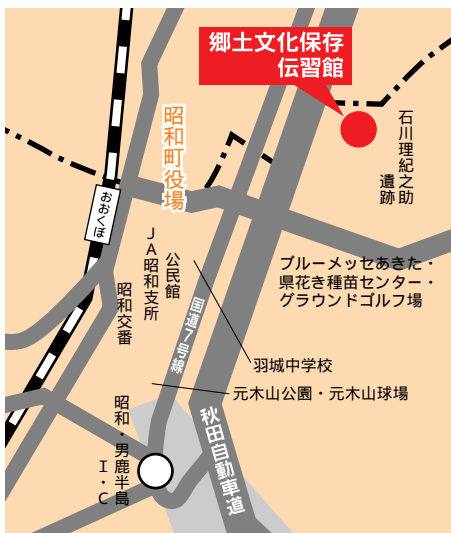 郷土文化保存
伝習館
石川理紀之助
遺跡
昭和町役場
おおくぼ
公民館
JA昭和支所
昭和交番
ブルーメッセあきた・
県花き種苗センター・
グラウンドゴルフ場
国道7号線
羽城中学校
元木山公園・元木山球場
昭和・男鹿半島
I・C
秋田自動車道